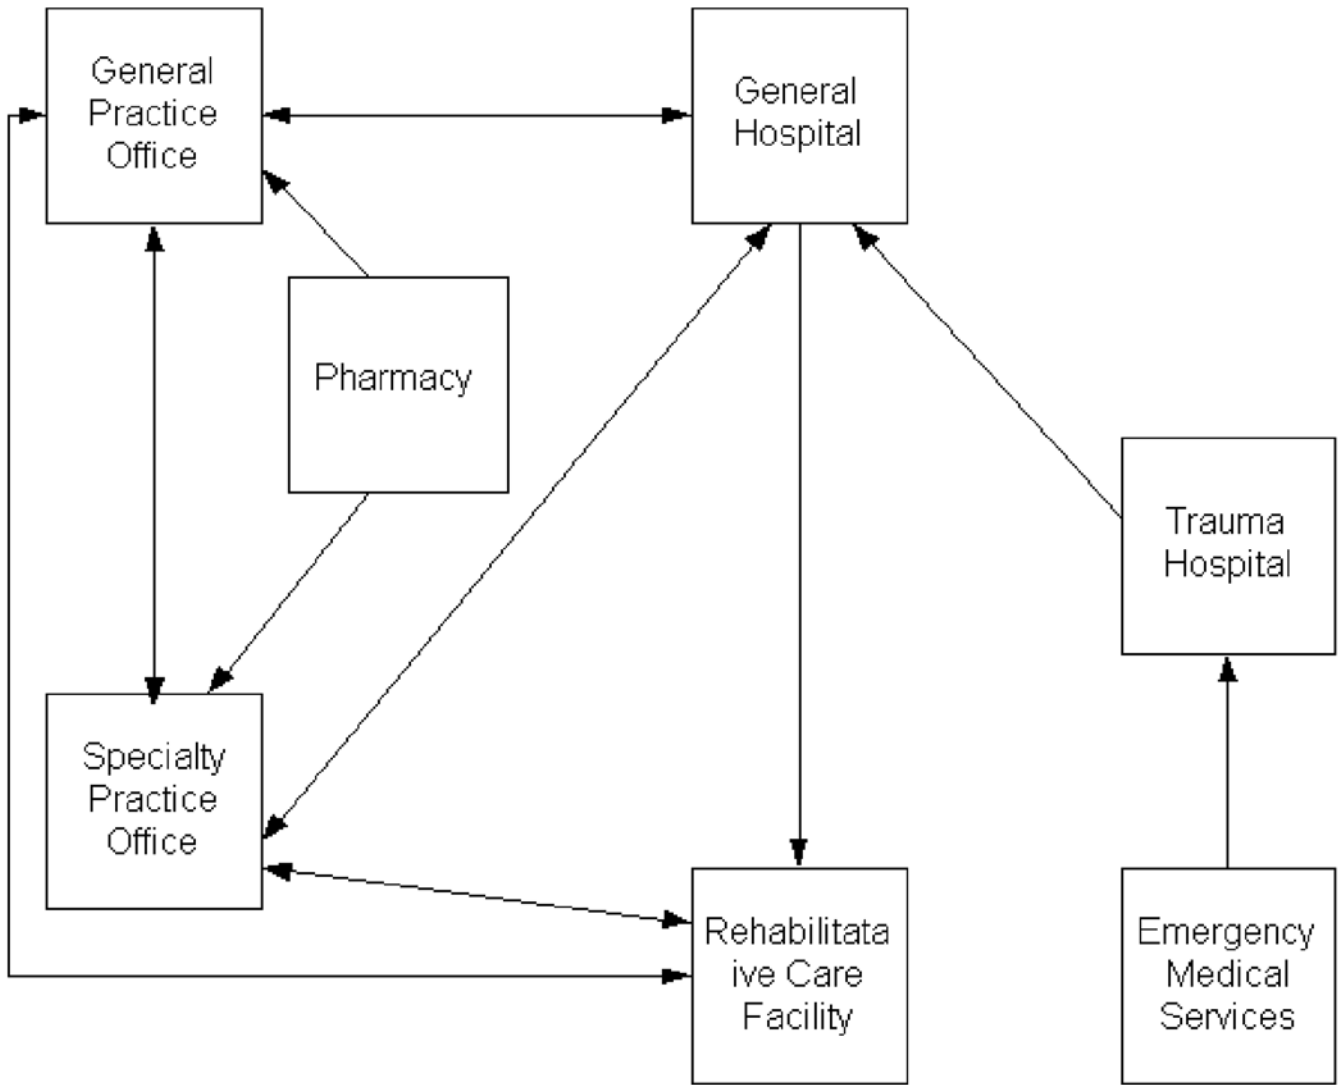 General
Practice
Office
General
Hospital
Pharmacy
Trauma
Hospital
Specialty
Practice
Office
Rehabilitata
ive Care
Facility
Emergency
Medical
Services